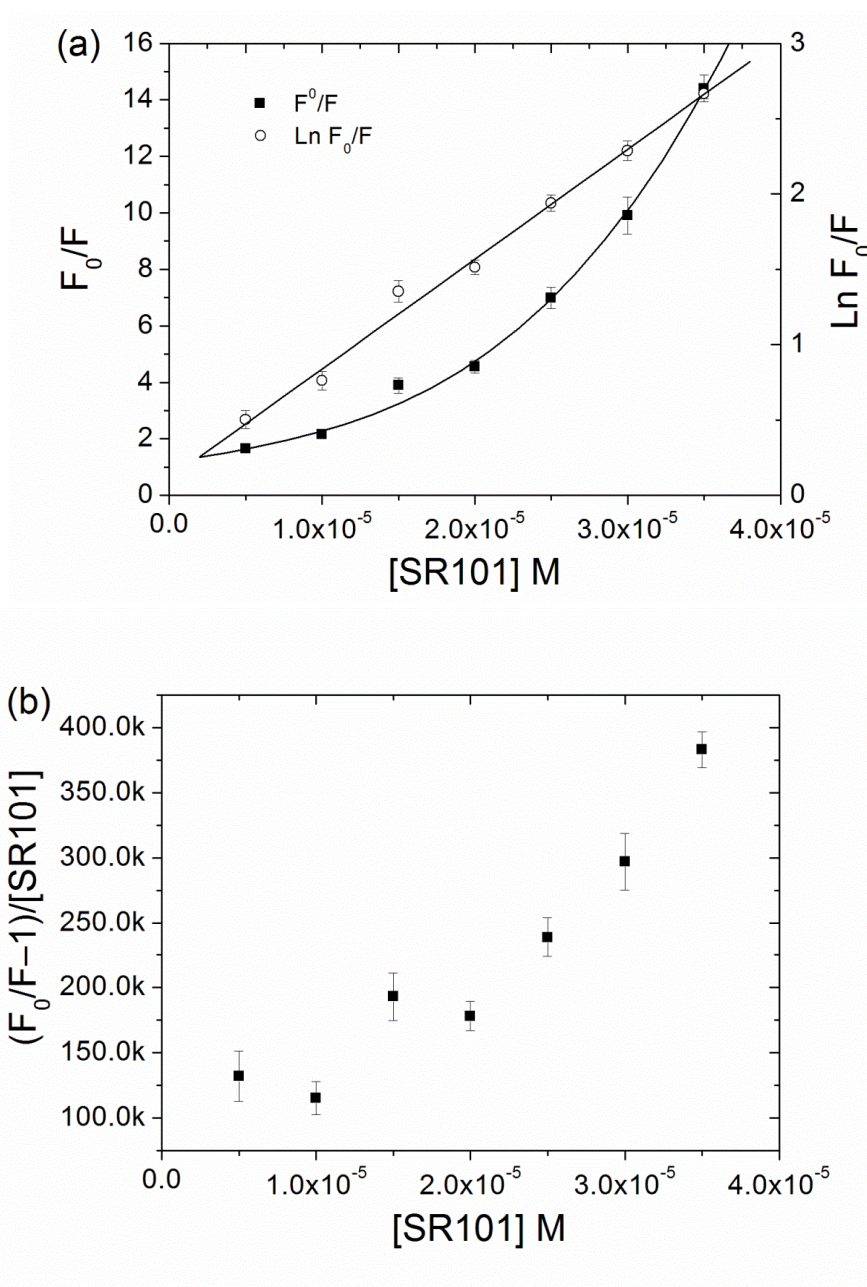 (a)
16
14
12
10
8
6
4
2
0
F₀/F
F⁰/F
Ln F₀/F
3
2
1
0
Ln F₀/F
0.0 1.0x10⁻⁵ 2.0x10⁻⁵ 3.0x10⁻⁵ 4.0x10⁻⁵
[SR101] M
(b)
400.0k
350.0k
300.0k
250.0k
200.0k
150.0k
100.0k
(F₀/F−1)/[SR101]
0.0 1.0x10⁻⁵ 2.0x10⁻⁵ 3.0x10⁻⁵ 4.0x10⁻⁵
[SR101] M